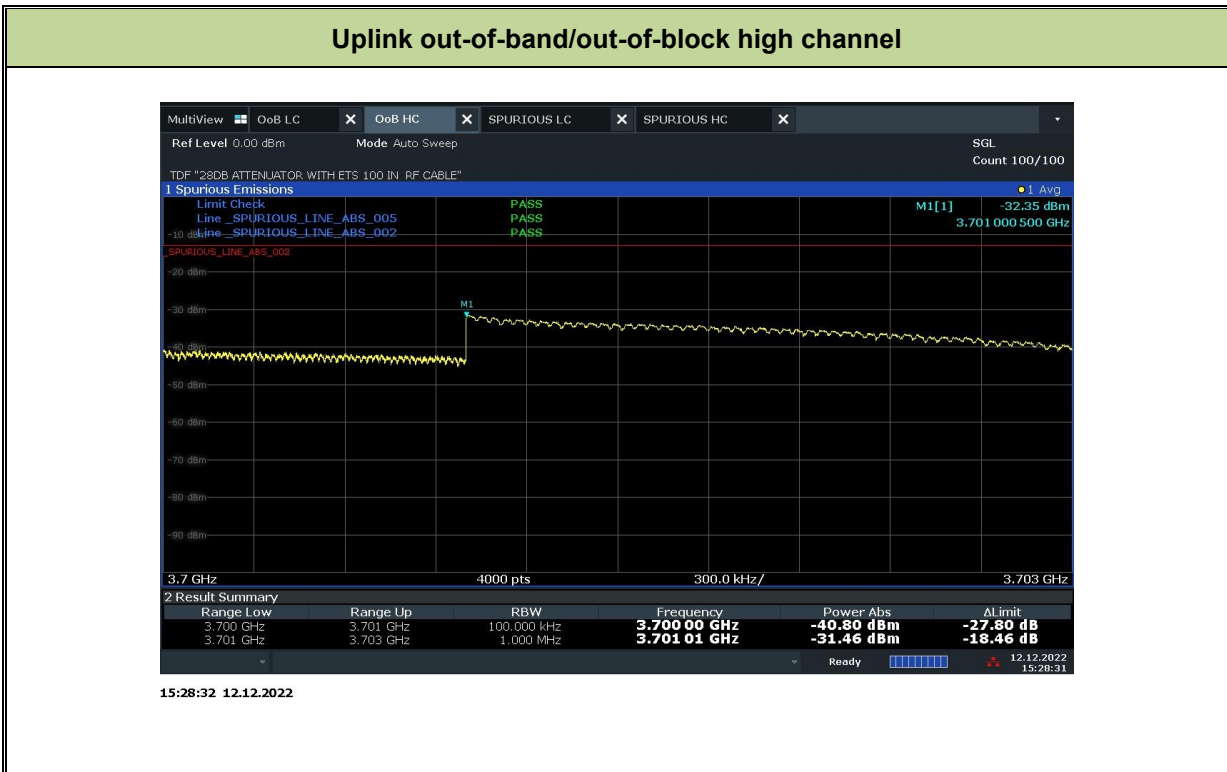 Uplink out-of-band/out-of-block high channel
MultiView OoB LC X OoB HC X SPURIOUS LC X SPURIOUS HC X
Ref Level 0.00 dBm Mode Auto Sweep SGL
Count 100/100
TDF "28DB ATTENUATOR WITH ETS 100 IN RF CABLE"
1 Spurious Emissions 1 Avg
Limit Check PASS M1[1] -32.35 dBm
Line _SPURIOUS_LINE_ABS_005 PASS 3.701 000 500 GHz
-10 dBm Line _SPURIOUS_LINE_ABS_002 PASS
_SPURIOUS_LINE_ABS_002
-20 dBm
M1
-30 dBm
-40 dBm
-50 dBm
-60 dBm
-70 dBm
-80 dBm
-90 dBm
3.7 GHz 4000 pts 300.0 kHz/ 3.703 GHz
2 Result Summary
Range Low Range Up RBW Frequency Power Abs ΔLimit
3.700 GHz 3.701 GHz 100.000 kHz 3.700 00 GHz -40.80 dBm -27.80 dB
3.701 GHz 3.703 GHz 1.000 MHz 3.701 01 GHz -31.46 dBm -18.46 dB
Ready 12.12.2022
15:28:31
15:28:32 12.12.2022